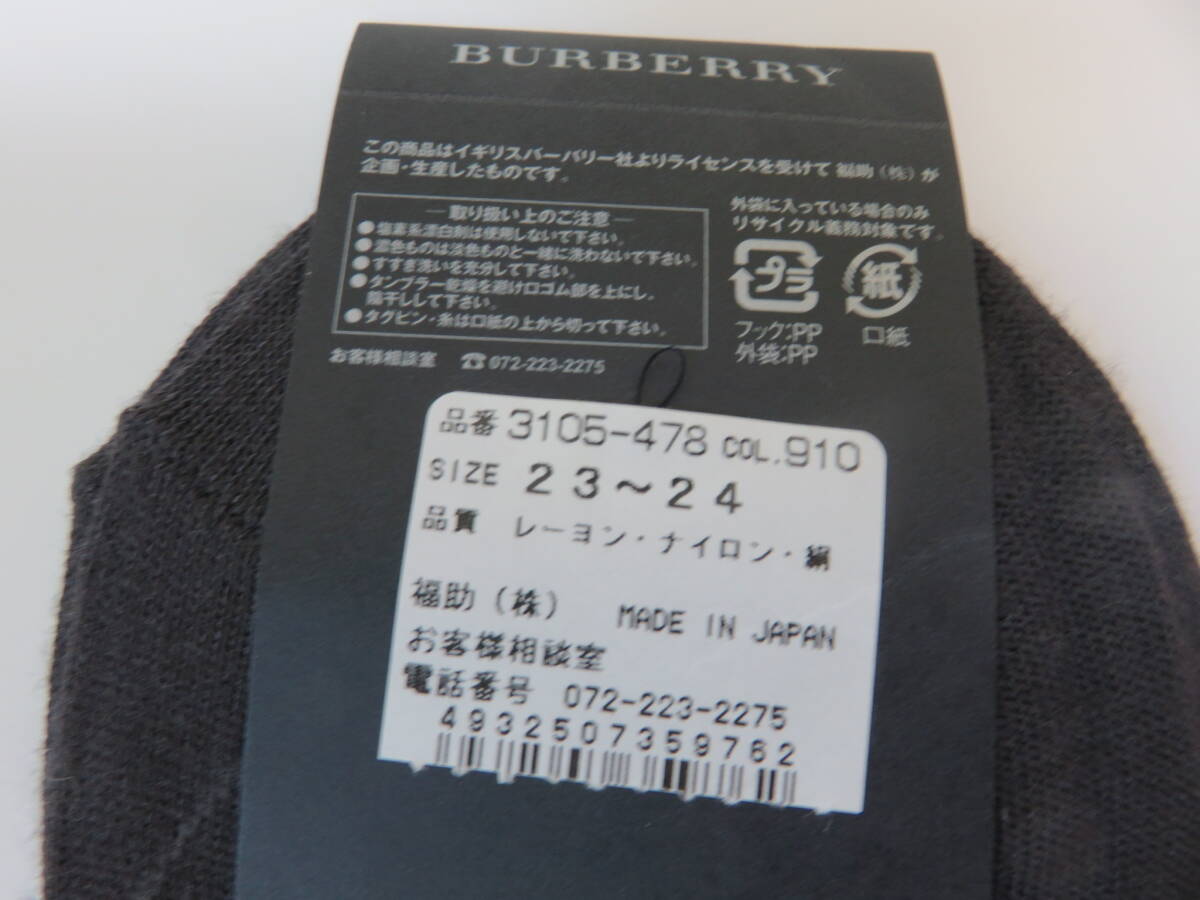 BURBERRY
この商品はイギリスバーバリー社よりライセンスを受けて 福助(株)が
企画・生産したものです。
取り扱い上のご注意
●塩素系漂白剤は使用しないで下さい。
●濃色ものは淡色ものと一緒に洗わないで下さい。
●すすぎ洗いを充分して下さい。
●タンブラー乾燥を避け口ゴム部を上にし、
陰干しして下さい。
●タグピン・糸は口紙の上から切って下さい。
お客様相談室 ☎072-223-2275
外袋に入っている場合のみ
リサイクル義務対象です。
プラ
紙
フック:PP
外袋:PP
口紙
品番 3105-478 COL.910
SIZE 23~24
品質 レーヨン・ナイロン・絹
福助(株) MADE IN JAPAN
お客様相談室
電話番号 072-223-2275
4932507359762